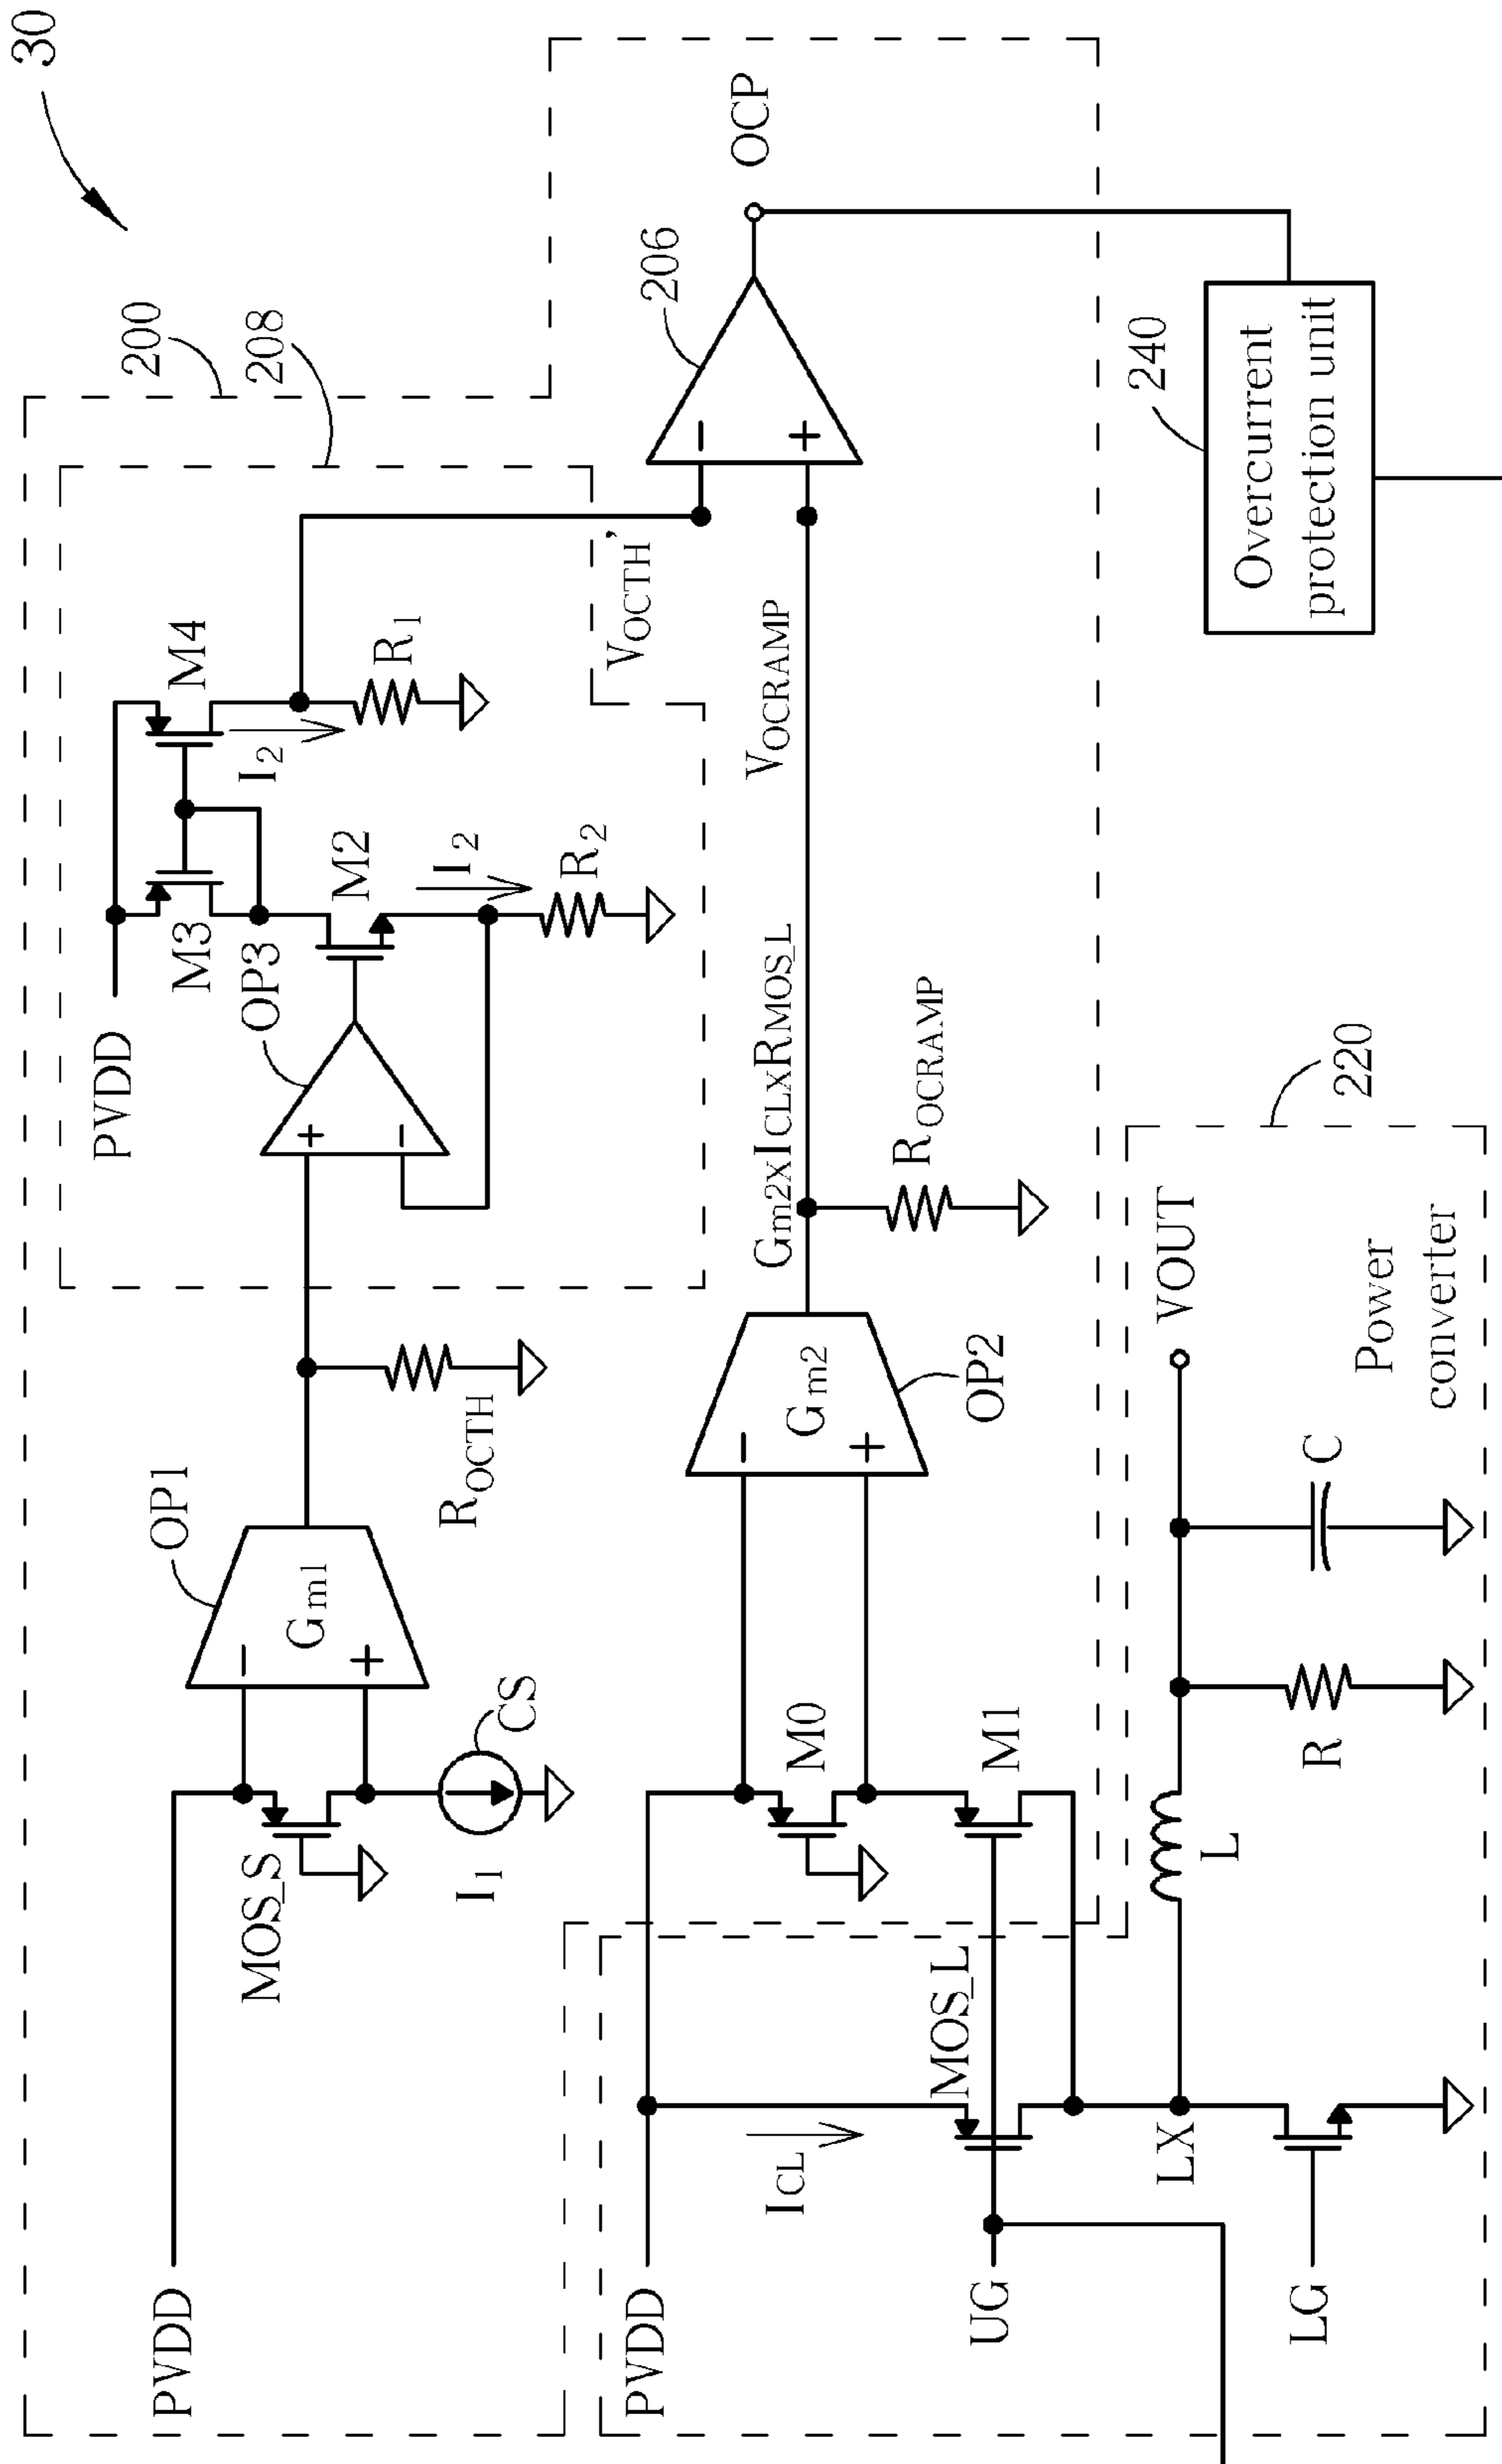 30
200
208
PVDD
M3
M4
I2
R1
OP3
M2
I2
R2
VOCTH'
206
OCP
OP1
Gm1
ROCTH
PVDD
MOS_S
I1
CS
PVDD
ICL
MOS_L
M0
M1
Gm2
OP2
Gm2xICLxRMOS_L
VOCRAMP
ROCRAMP
240
Overcurrent
protection unit
UG
LX
LG
L
R
C
VOUT
220
Power
converter